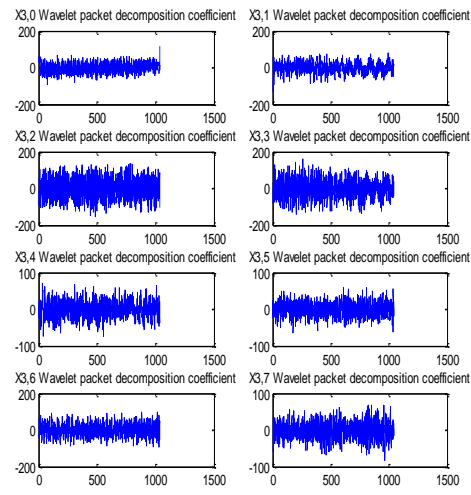 X3,0 Wavelet packet decomposition coefficient
200
0
-200
0 500 1000 1500
X3,1 Wavelet packet decomposition coefficient
200
0
-200
0 500 1000 1500
X3,2 Wavelet packet decomposition coefficient
200
0
-200
0 500 1000 1500
X3,3 Wavelet packet decomposition coefficient
200
0
-200
0 500 1000 1500
X3,4 Wavelet packet decomposition coefficient
100
0
-100
0 500 1000 1500
X3,5 Wavelet packet decomposition coefficient
100
0
-100
0 500 1000 1500
X3,6 Wavelet packet decomposition coefficient
200
0
-200
0 500 1000 1500
X3,7 Wavelet packet decomposition coefficient
100
0
-100
0 500 1000 1500